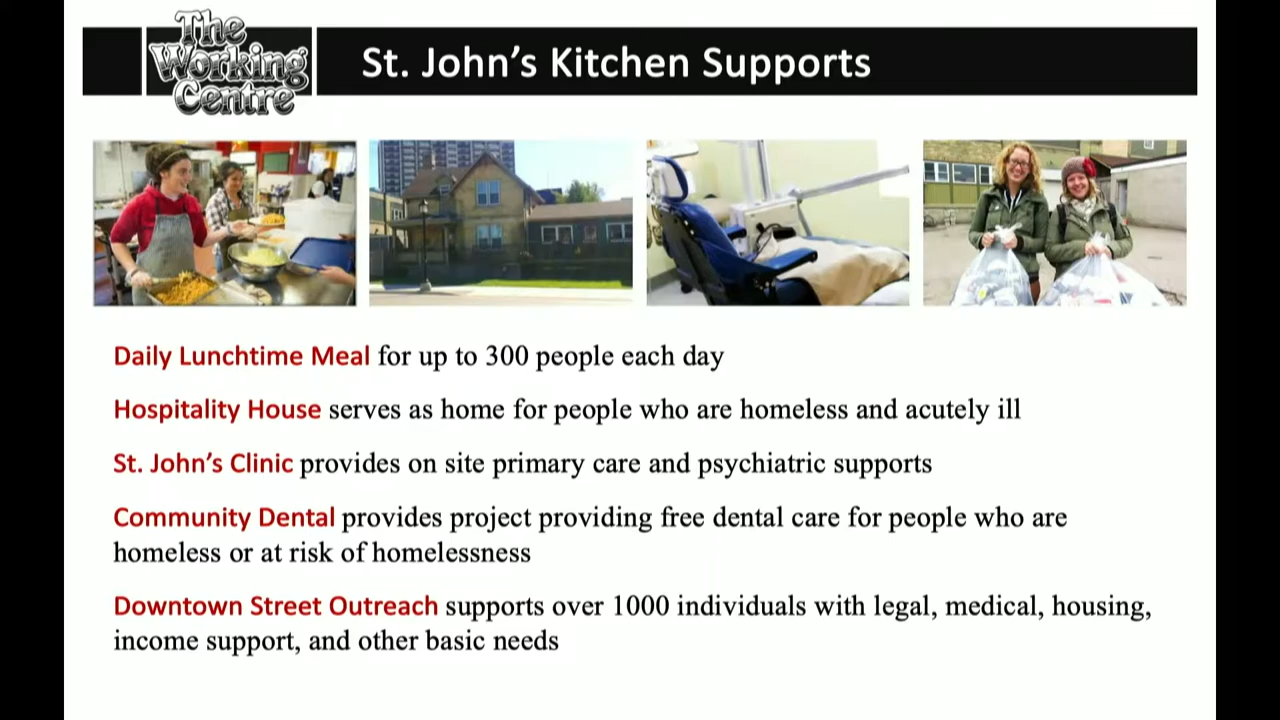 The
Working
Centre
St. John’s Kitchen Supports
Daily Lunchtime Meal for up to 300 people each day
Hospitality House serves as home for people who are homeless and acutely ill
St. John’s Clinic provides on site primary care and psychiatric supports
Community Dental provides project providing free dental care for people who are
homeless or at risk of homelessness
Downtown Street Outreach supports over 1000 individuals with legal, medical, housing,
income support, and other basic needs